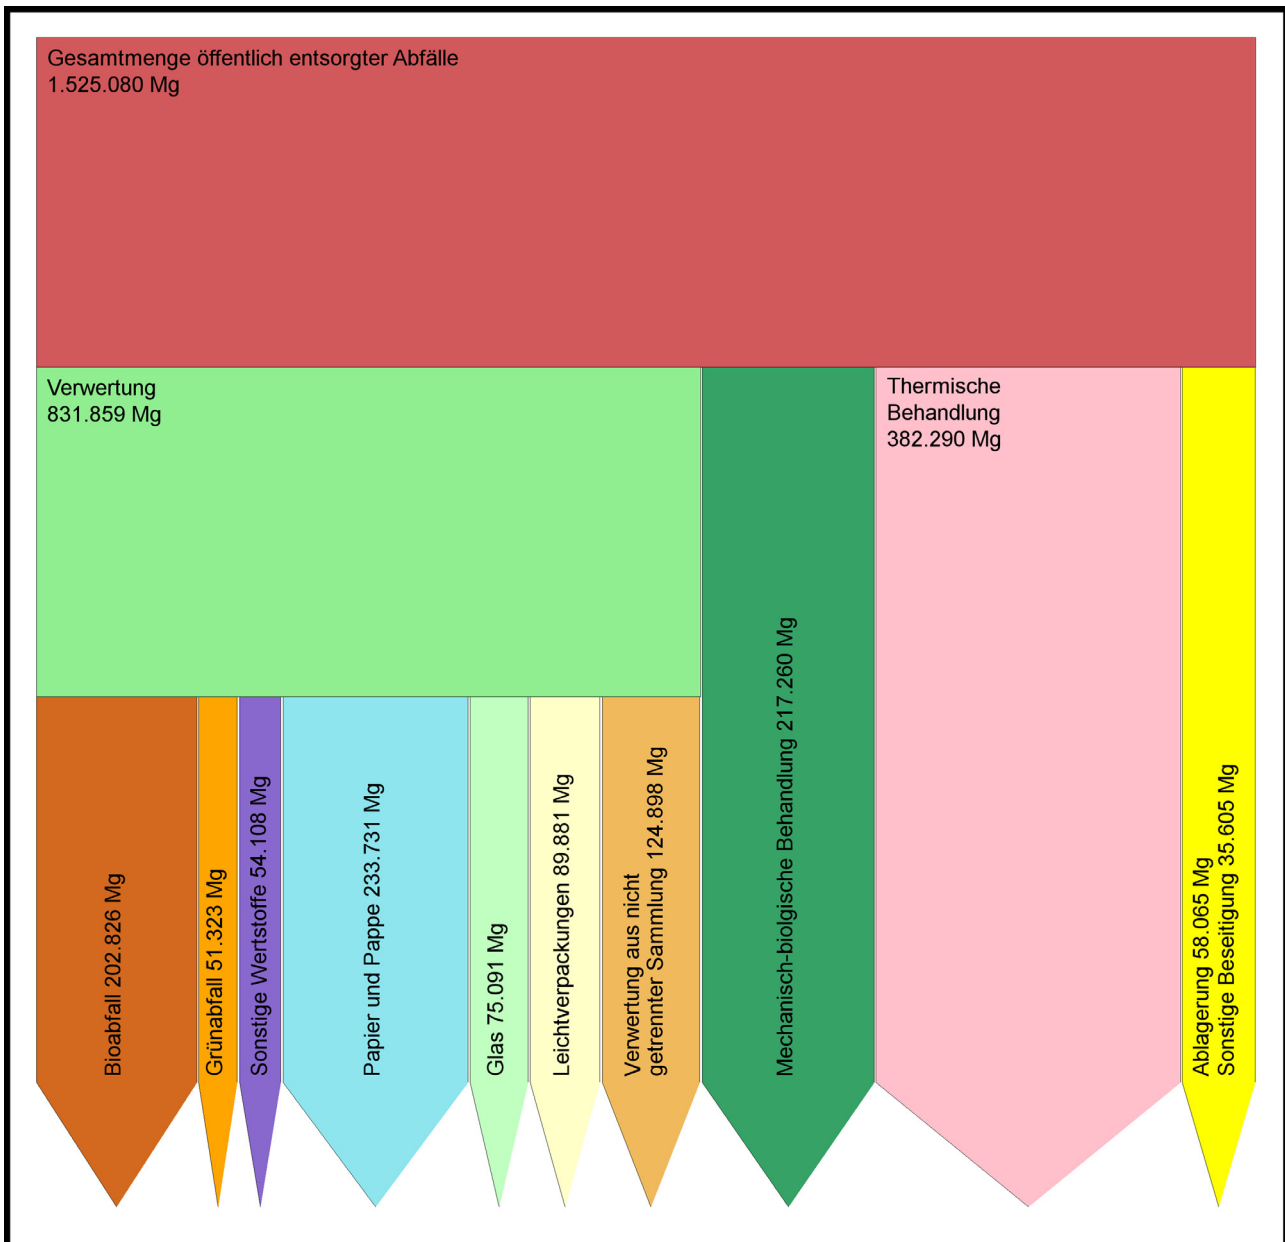 Gesamtmenge öffentlich entsorgter Abfälle
1.525.080 Mg
Verwertung
831.859 Mg
Thermische
Behandlung
382.290 Mg
Bioabfall 202.826 Mg
Grünabfall 51.323 Mg
Sonstige Wertstoffe 54.108 Mg
Papier und Pappe 233.731 Mg
Glas 75.091 Mg
Leichtverpackungen 89.881 Mg
Verwertung aus nicht
getrennter Sammlung 124.898 Mg
Mechanisch-biolgische Behandlung 217.260 Mg
Ablagerung 58.065 Mg
Sonstige Beseitigung 35.605 Mg